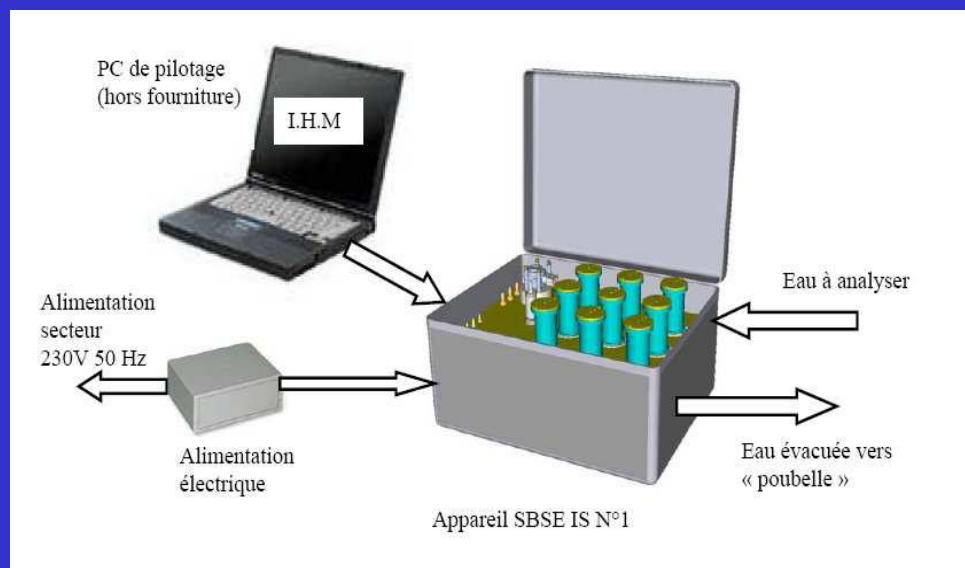 PC de pilotage
(hors fourniture)
I.H.M
Eau à analyser
Alimentation
secteur
230V 50 Hz
Alimentation
électrique
Eau évacuée vers
« poubelle »
Appareil SBSE IS N°1